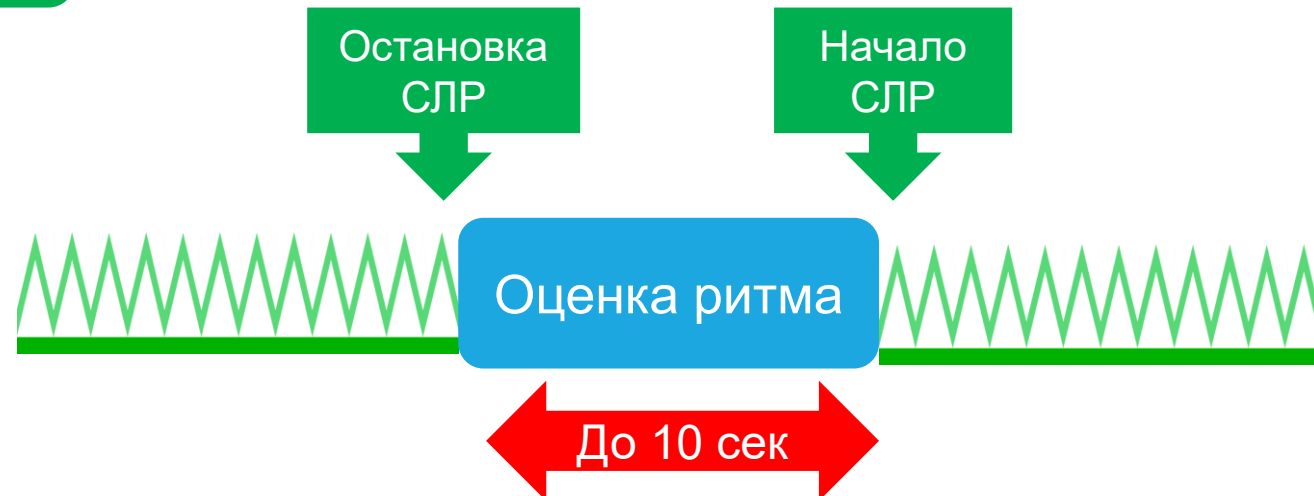 Остановка
СЛР
Начало
СЛР
Оценка ритма
До 10 сек